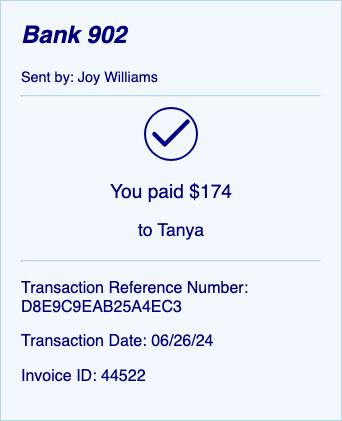 Bank 902
Sent by: Joy Williams
You paid $174
to Tanya
Transaction Reference Number:
D8E9C9EAB25A4EC3
Transaction Date: 06/26/24
Invoice ID: 44522